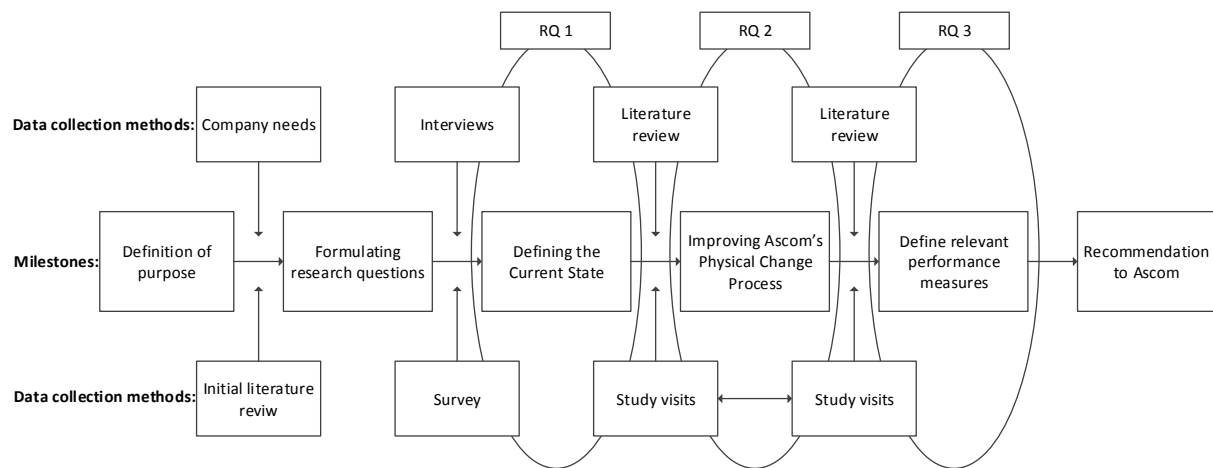 RQ 1
RQ 2
RQ 3
Data collection methods:
Company needs
Interviews
Literature
review
Literature
review
Milestones:
Definition of
purpose
Formulating
research questions
Defining the
Current State
Improving Ascom’s
Physical Change
Process
Define relevant
performance
measures
Recommendation
to Ascom
Data collection methods:
Initial literature
reviw
Survey
Study visits
Study visits